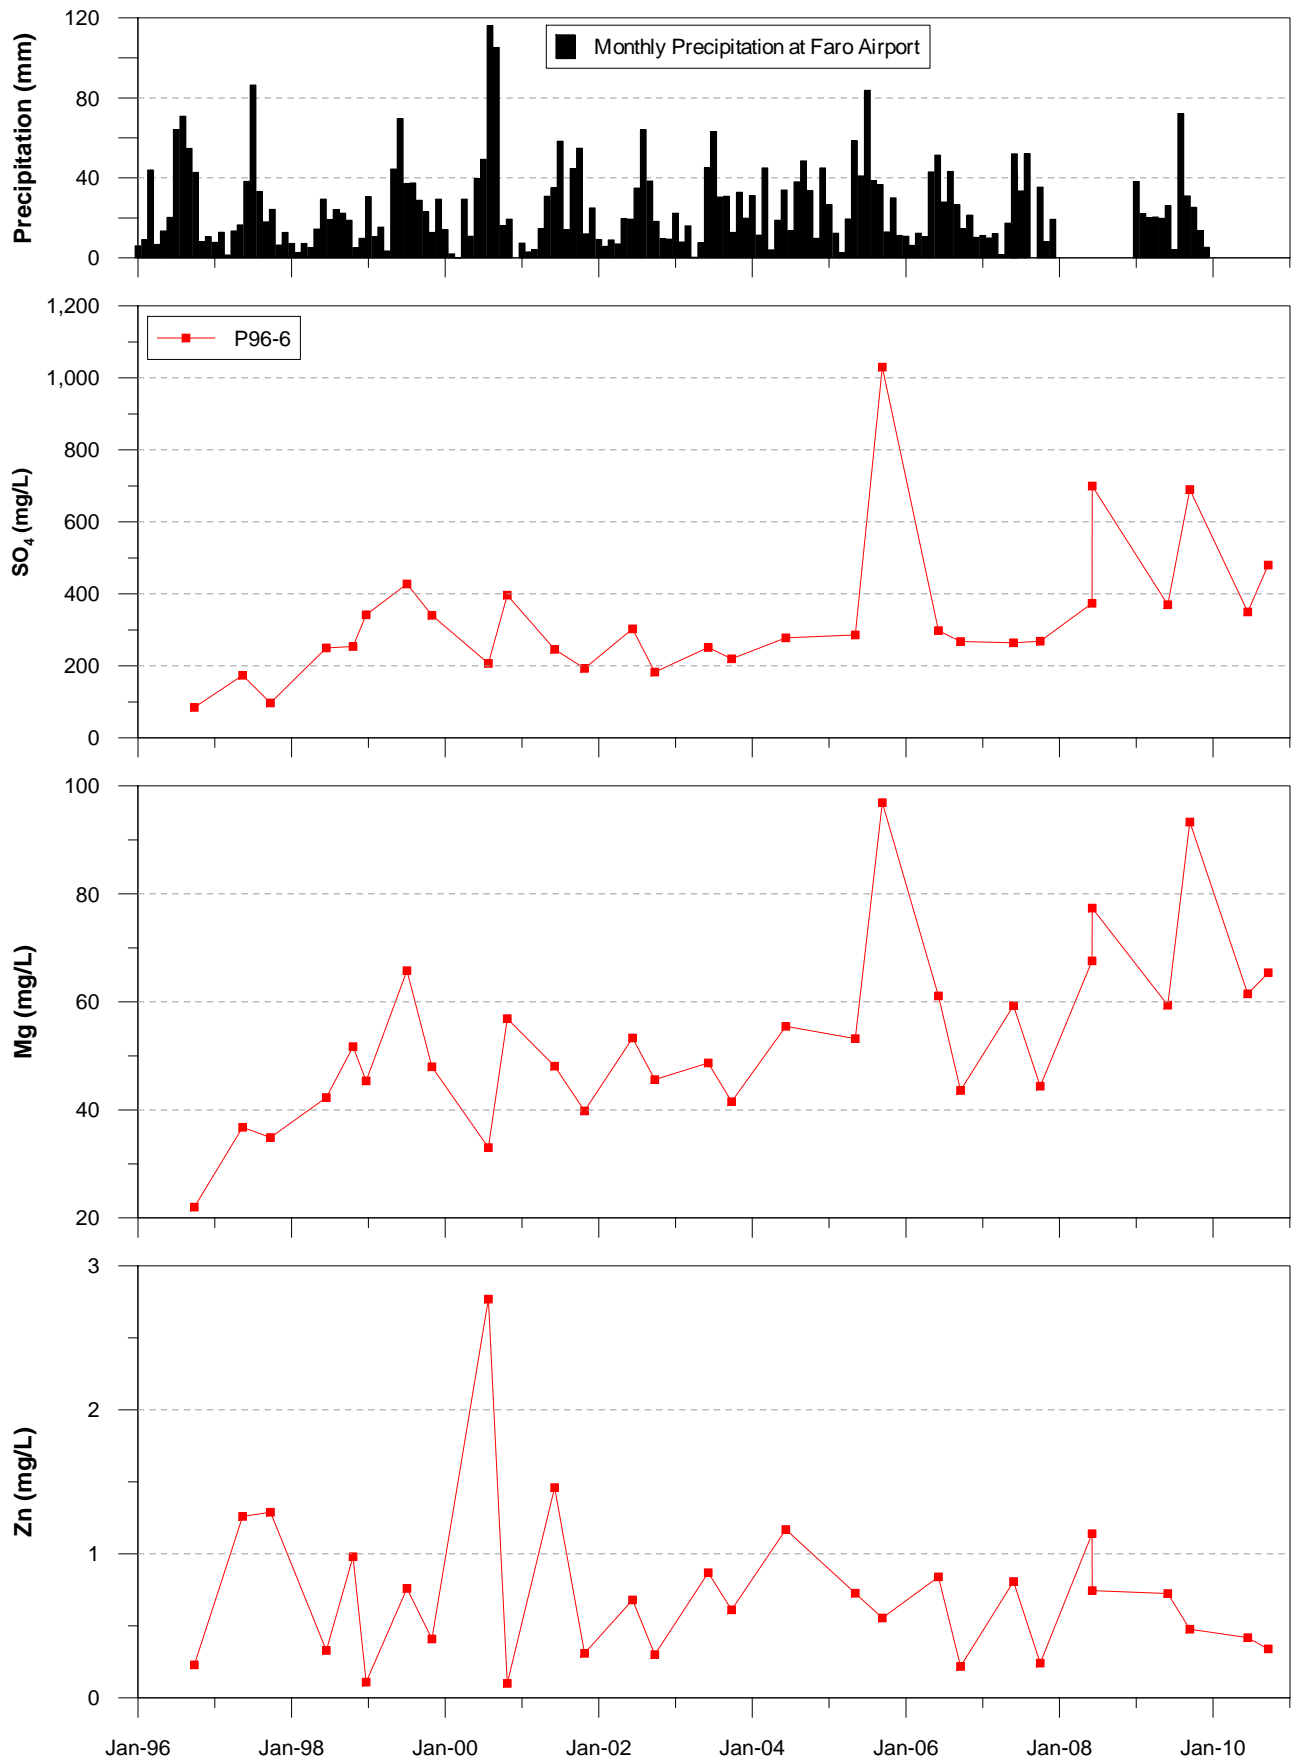 120
80
40
0
Precipitation (mm)
Monthly Precipitation at Faro Airport
1,200
1,000
800
600
400
200
0
SO4 (mg/L)
P96-6
100
80
60
40
20
Mg (mg/L)
3
2
1
0
Zn (mg/L)
Jan-96 Jan-98 Jan-00 Jan-02 Jan-04 Jan-06 Jan-08 Jan-10